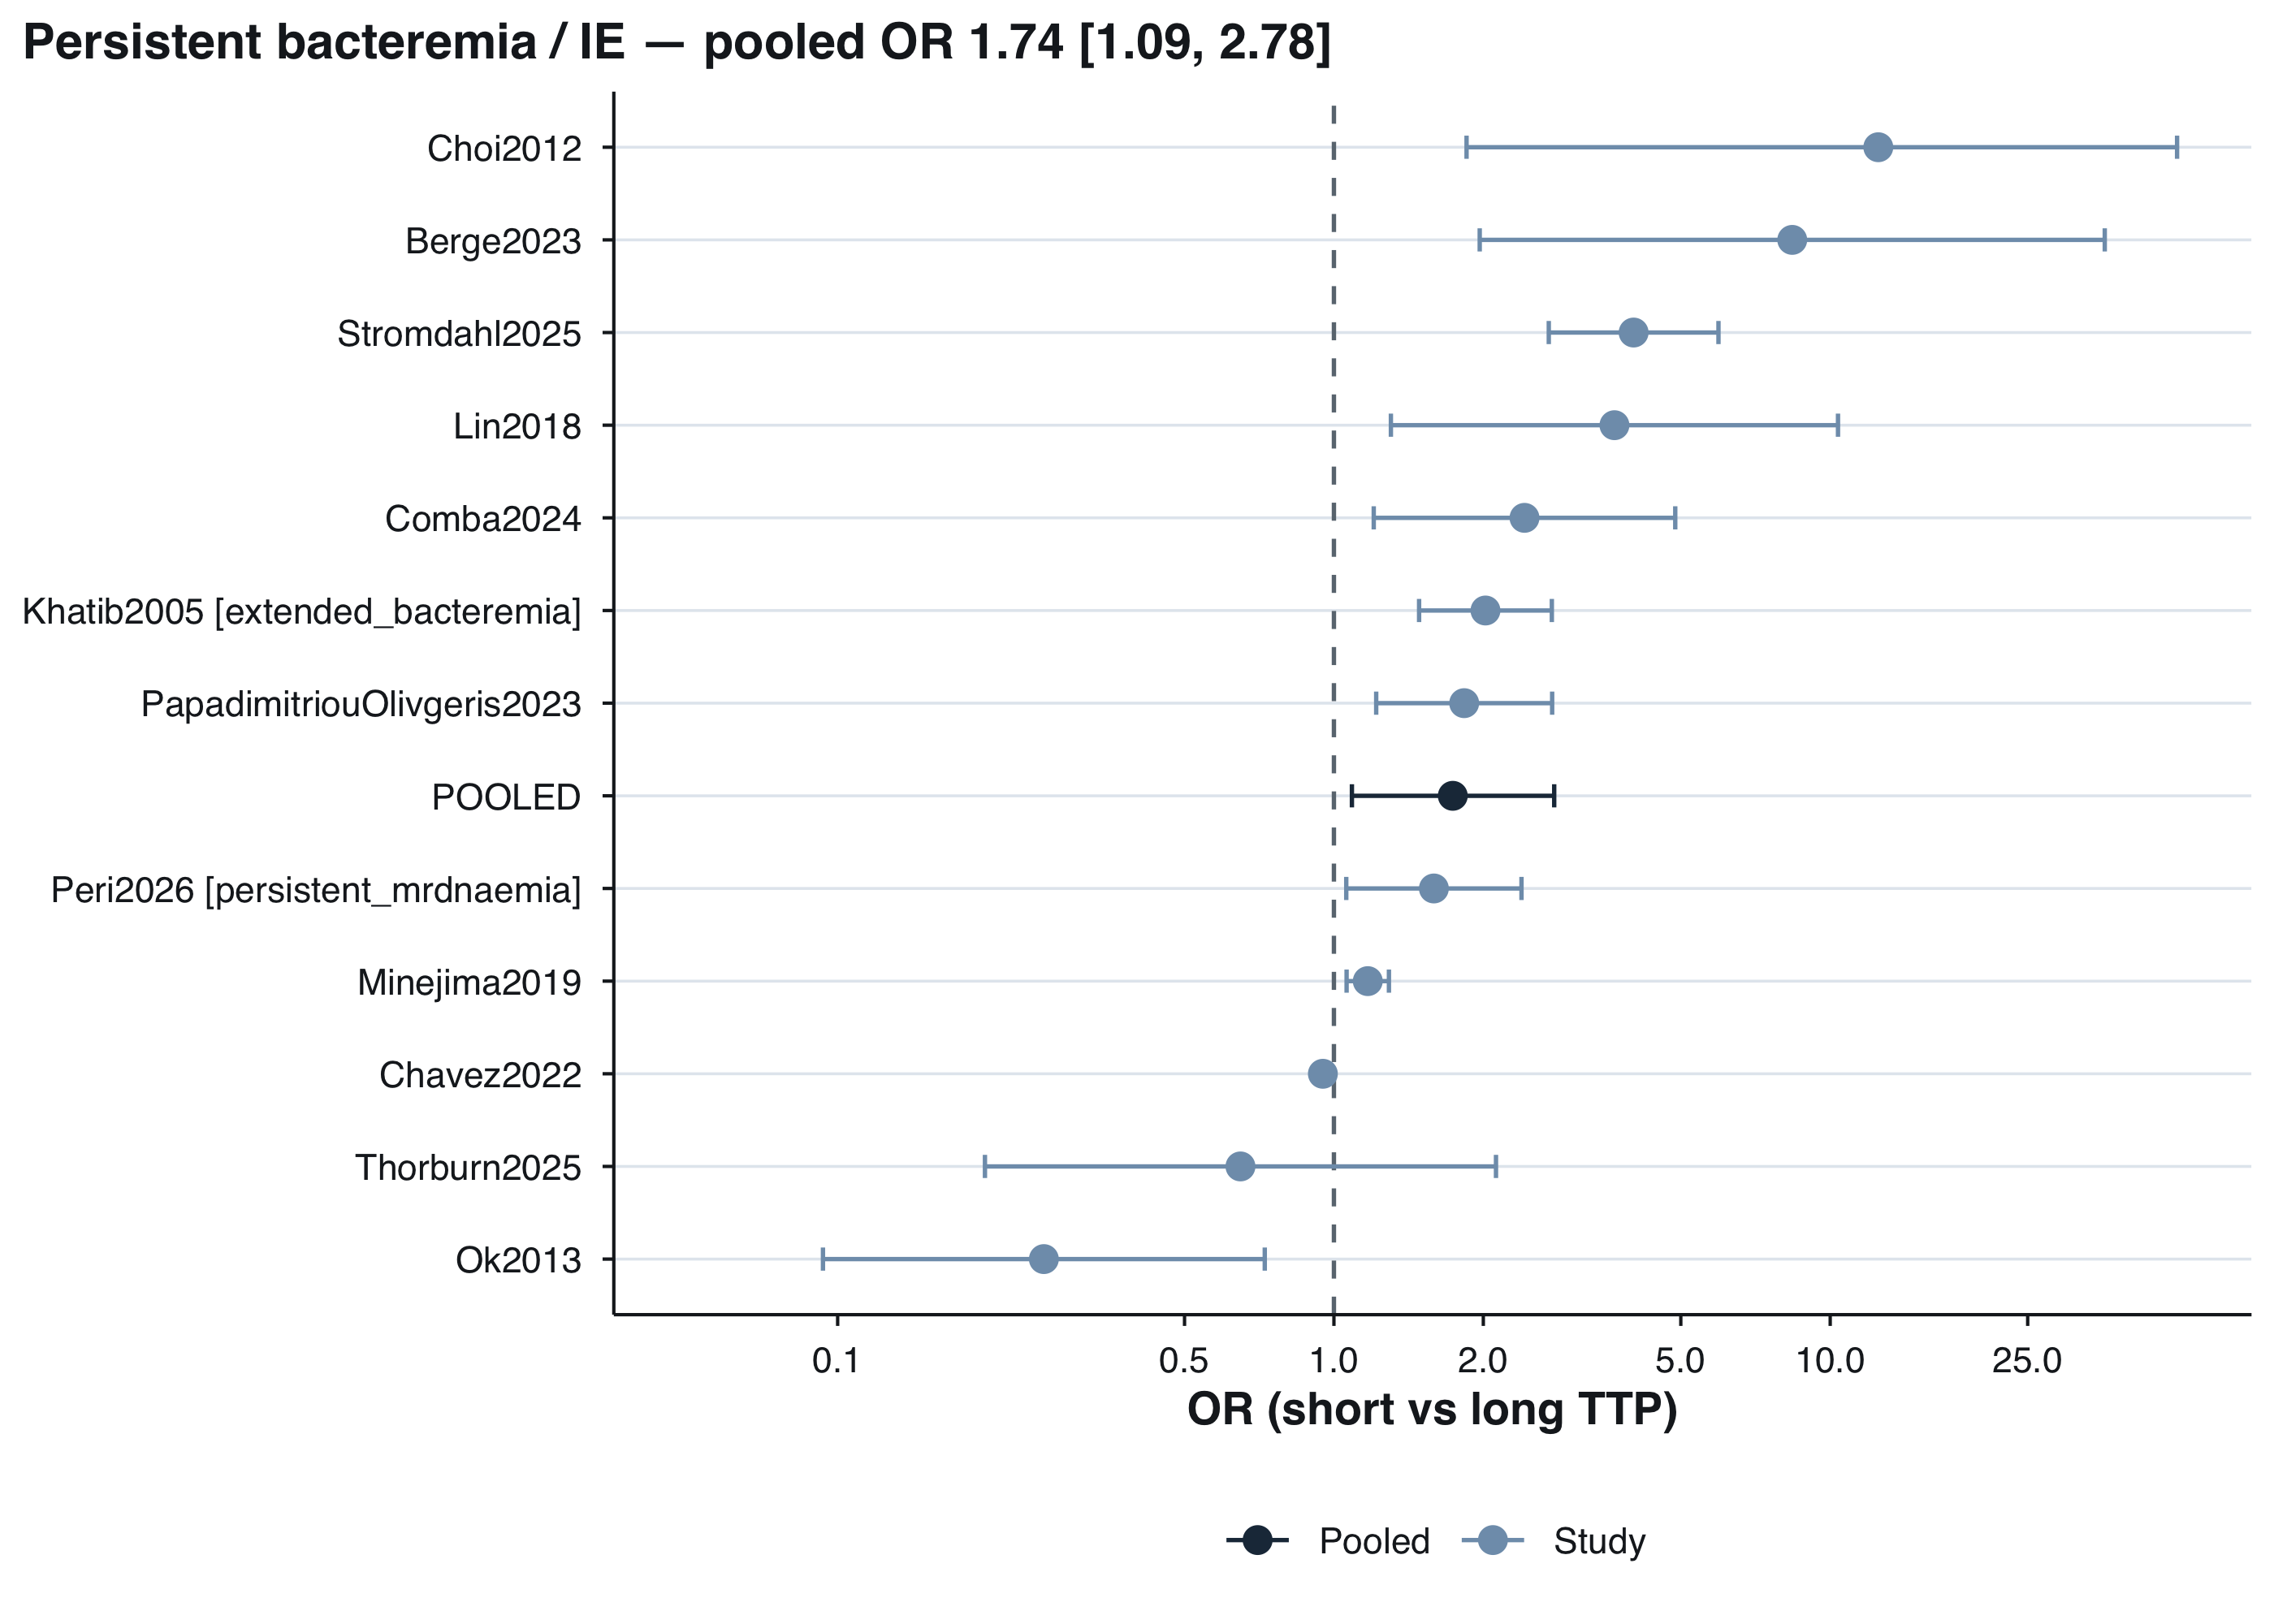 Persistent bacteremia / IE — pooled OR 1.74 [1.09, 2.78]
Choi2012
Berge2023
Stromdahl2025
Lin2018
Comba2024
Khatib2005 [extended_bacteremia]
PapadimitriouOlivgeris2023
POOLED
Peri2026 [persistent_mrdnaemia]
Minejima2019
Chavez2022
Thorburn2025
Ok2013
0.1 0.5 1.0 2.0 5.0 10.0 25.0
OR (short vs long TTP)
Pooled Study